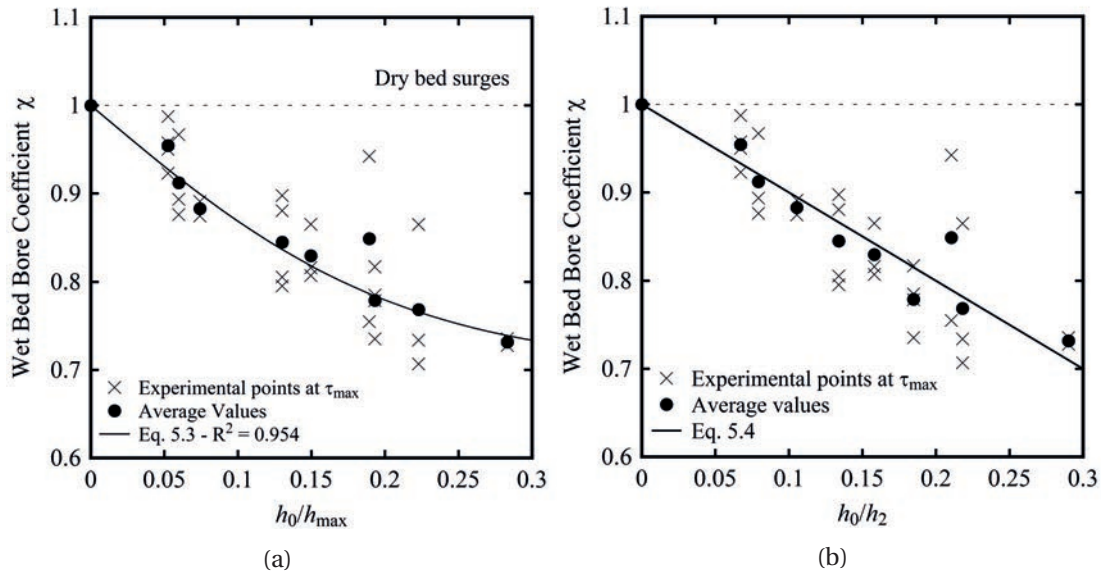 1.1
1
0.9
0.8
0.7
0.6
Wet Bed Bore Coefficient χ
Dry bed surges
× Experimental points at τmax
● Average Values
— Eq. 5.3 - R² = 0.954
0 0.05 0.1 0.15 0.2 0.25 0.3
h₀/hmax
(a)
1.1
1
0.9
0.8
0.7
0.6
Wet Bed Bore Coefficient χ
Dry bed surges
× Experimental points at τmax
● Average values
— Eq. 5.4
0 0.05 0.1 0.15 0.2 0.25 0.3
h₀/h₂
(b)